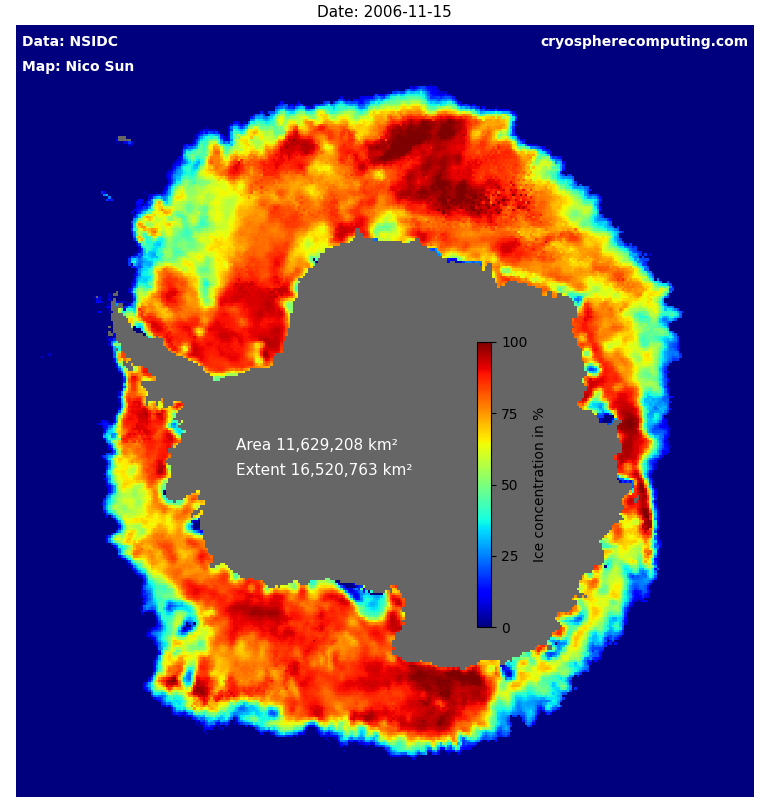 Date: 2006-11-15
Data: NSIDC
cryospherecomputing.com
Map: Nico Sun
100
75
50
25
0
Ice concentration in %
Area 11,629,208 km²
Extent 16,520,763 km²